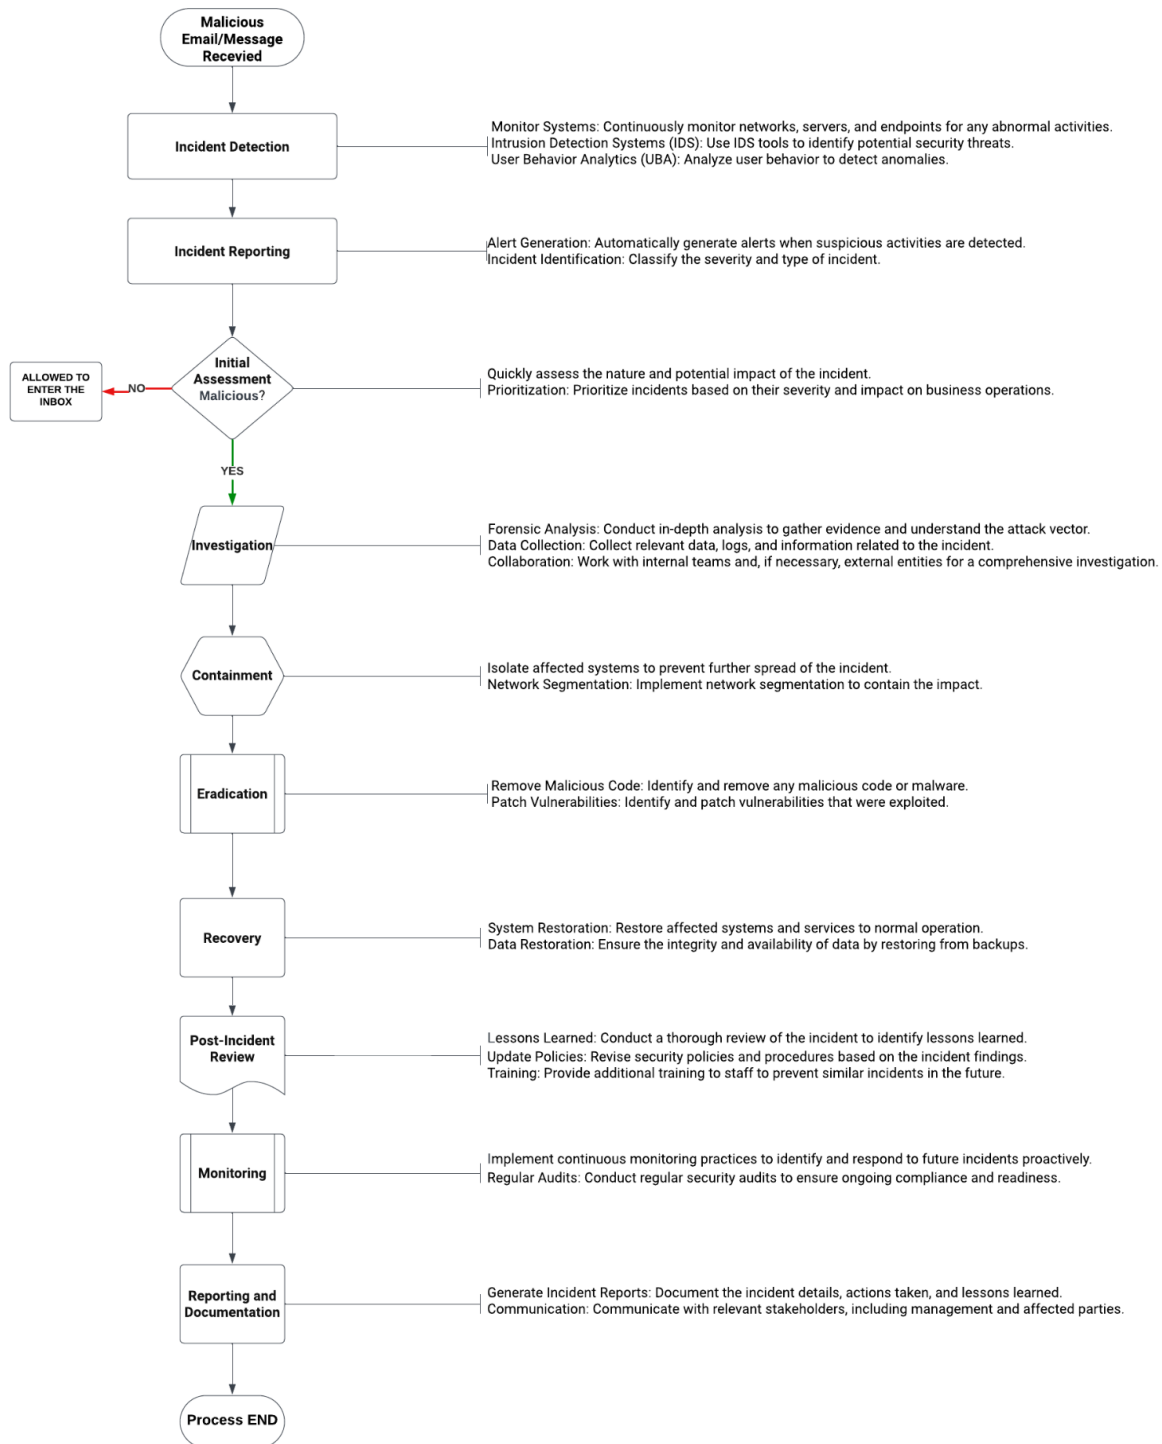 Malicious
Email/Message
Recevied
Incident Detection
Monitor Systems: Continuously monitor networks, servers, and endpoints for any abnormal activities.
Intrusion Detection Systems (IDS): Use IDS tools to identify potential security threats.
User Behavior Analytics (UBA): Analyze user behavior to detect anomalies.
Incident Reporting
Alert Generation: Automatically generate alerts when suspicious activities are detected.
Incident Identification: Classify the severity and type of incident.
Initial
Assessment
Malicious?
Quickly assess the nature and potential impact of the incident.
Prioritization: Prioritize incidents based on their severity and impact on business operations.
NO
ALLOWED TO
ENTER THE
INBOX
YES
Investigation
Forensic Analysis: Conduct in-depth analysis to gather evidence and understand the attack vector.
Data Collection: Collect relevant data, logs, and information related to the incident.
Collaboration: Work with internal teams and, if necessary, external entities for a comprehensive investigation.
Containment
Isolate affected systems to prevent further spread of the incident.
Network Segmentation: Implement network segmentation to contain the impact.
Eradication
Remove Malicious Code: Identify and remove any malicious code or malware.
Patch Vulnerabilities: Identify and patch vulnerabilities that were exploited.
Recovery
System Restoration: Restore affected systems and services to normal operation.
Data Restoration: Ensure the integrity and availability of data by restoring from backups.
Post-Incident
Review
Lessons Learned: Conduct a thorough review of the incident to identify lessons learned.
Update Policies: Revise security policies and procedures based on the incident findings.
Training: Provide additional training to staff to prevent similar incidents in the future.
Monitoring
Implement continuous monitoring practices to identify and respond to future incidents proactively.
Regular Audits: Conduct regular security audits to ensure ongoing compliance and readiness.
Reporting and
Documentation
Generate Incident Reports: Document the incident details, actions taken, and lessons learned.
Communication: Communicate with relevant stakeholders, including management and affected parties.
Process END